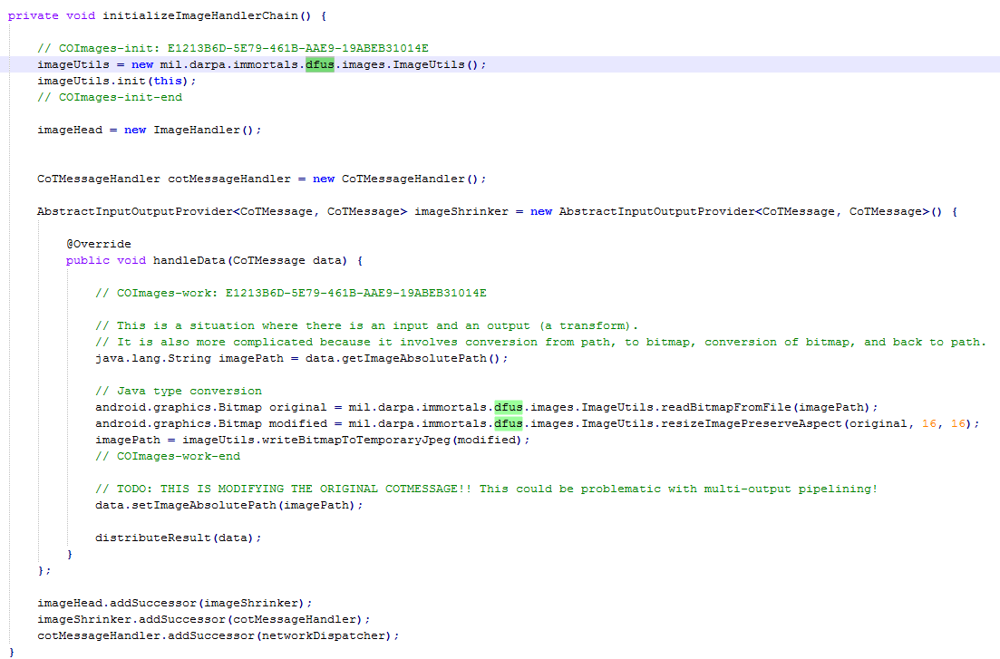 private void initializeImageHandlerChain() {
// COImages-init: E1213B6D-5E79-461B-AAE9-19ABEB31014E
imageUtils = new mil.darpa.immortals.dfus.images.ImageUtils();
imageUtils.init(this);
// COImages-init-end
imageHead = new ImageHandler();
CoTMessageHandler cotMessageHandler = new CoTMessageHandler();
AbstractInputOutputProvider<CoTMessage, CoTMessage> imageShrinker = new AbstractInputOutputProvider<CoTMessage, CoTMessage>() {
@Override
public void handleData(CoTMessage data) {
// COImages-work: E1213B6D-5E79-461B-AAE9-19ABEB31014E
// This is a situation where there is an input and an output (a transform).
// It is also more complicated because it involves conversion from path, to bitmap, conversion of bitmap, and back to path.
java.lang.String imagePath = data.getImageAbsolutePath();
// Java type conversion
android.graphics.Bitmap original = mil.darpa.immortals.dfus.images.ImageUtils.readBitmapFromFile(imagePath);
android.graphics.Bitmap modified = mil.darpa.immortals.dfus.images.ImageUtils.resizeImagePreserveAspect(original, 16, 16);
imagePath = imageUtils.writeBitmapToTemporaryJpeg(modified);
// COImages-work-end
// TODO: THIS IS MODIFYING THE ORIGINAL COTMESSAGE!! This could be problematic with multi-output pipelining!
data.setImageAbsolutePath(imagePath);
distributeResult(data);
}
};
imageHead.addSuccessor(imageShrinker);
imageShrinker.addSuccessor(cotMessageHandler);
cotMessageHandler.addSuccessor(networkDispatcher);
}